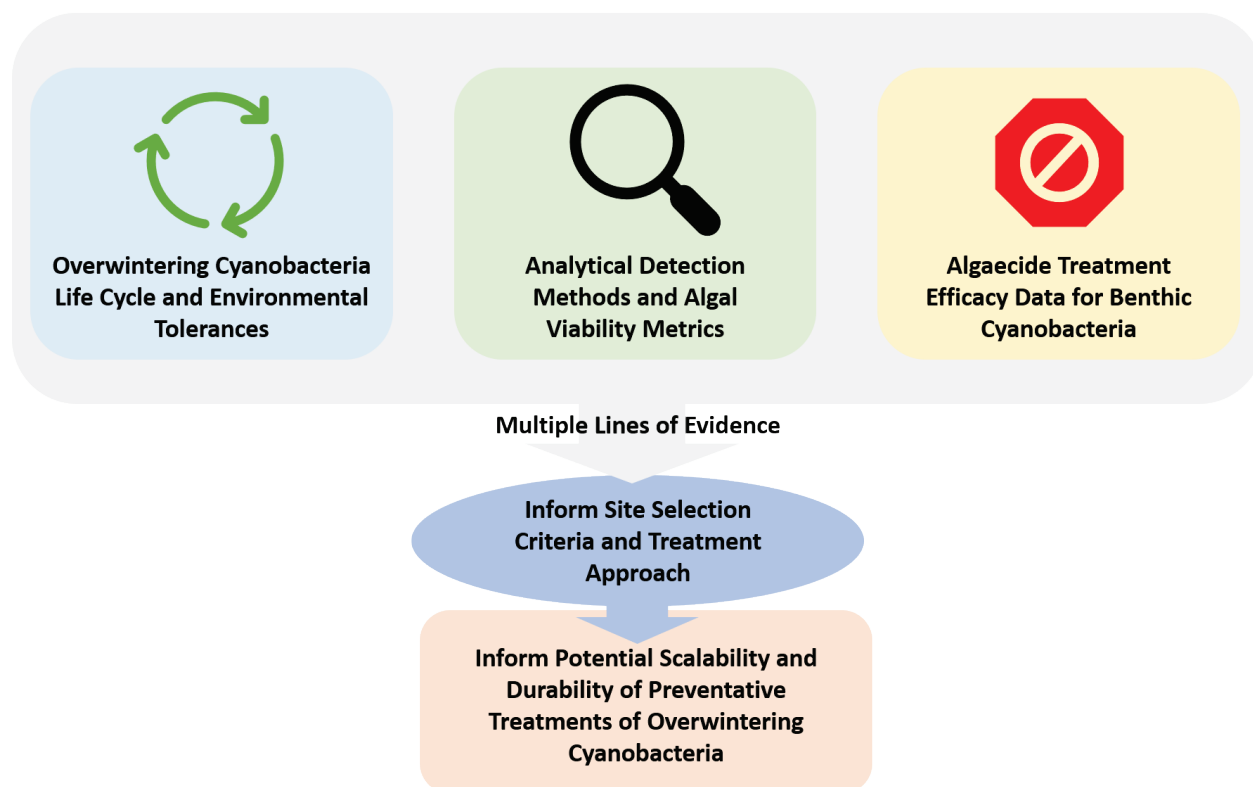 Overwintering Cyanobacteria
Life Cycle and Environmental
Tolerances
Analytical Detection
Methods and Algal
Viability Metrics
Algaecide Treatment
Efficacy Data for Benthic
Cyanobacteria
Multiple Lines of Evidence
Inform Site Selection
Criteria and Treatment
Approach
Inform Potential Scalability and
Durability of Preventative
Treatments of Overwintering
Cyanobacteria